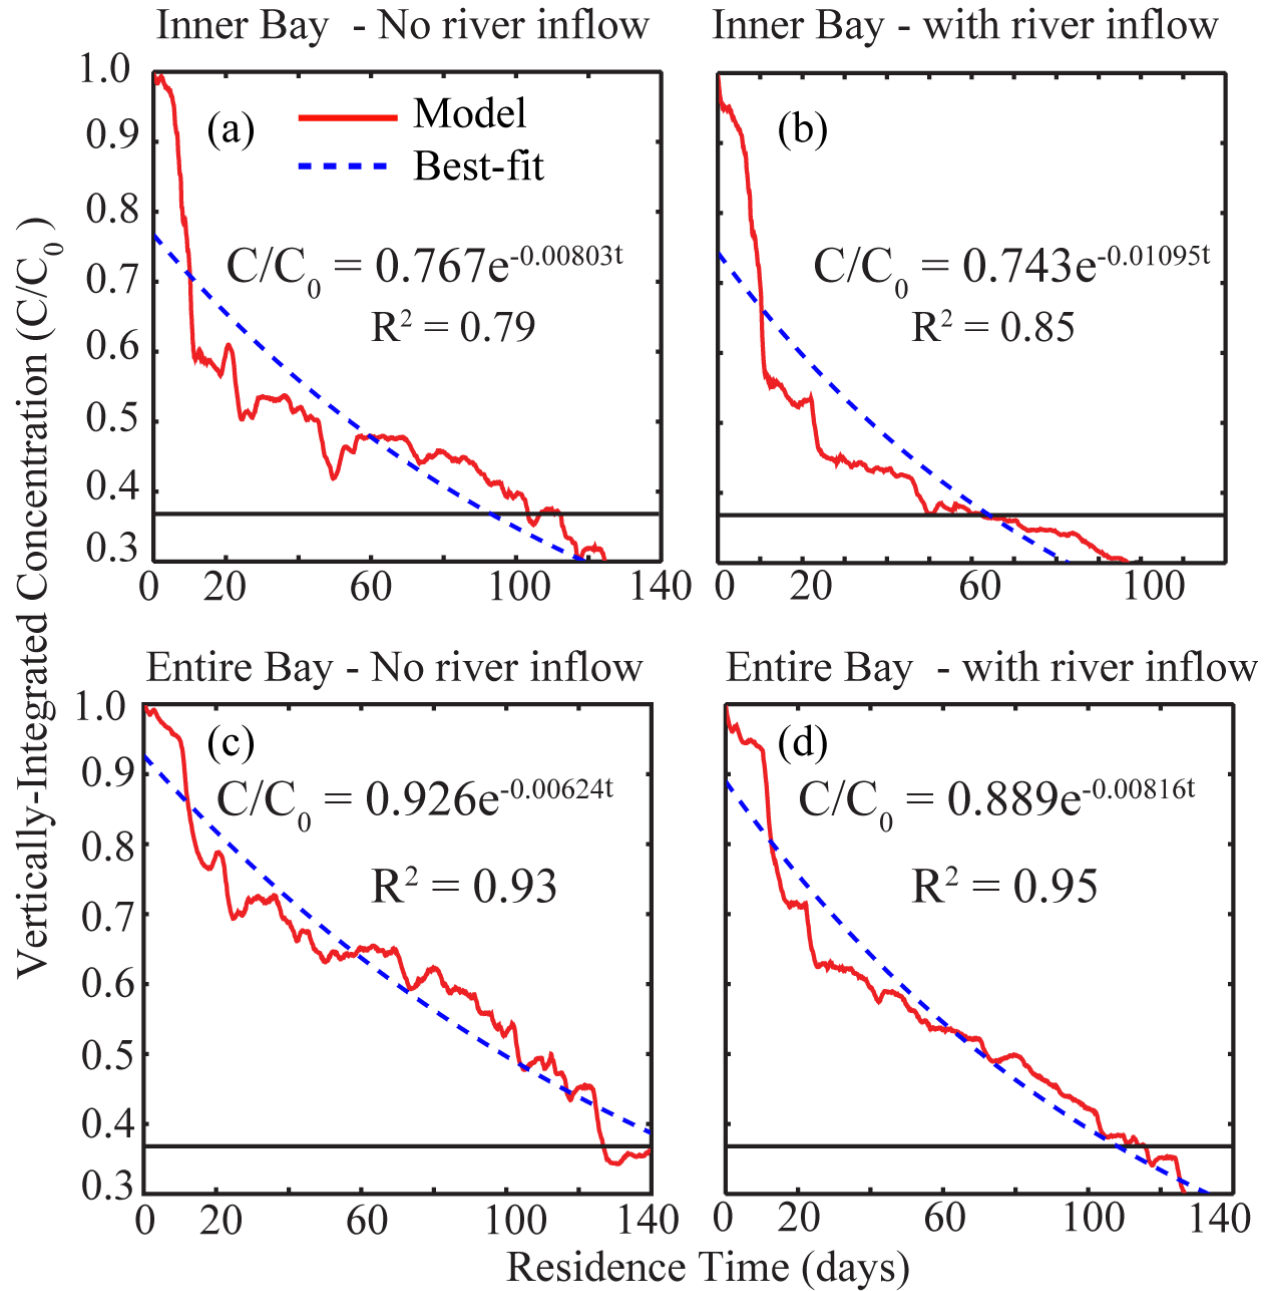 Inner Bay - No river inflow
Inner Bay - with river inflow
(a)
Model
Best-fit
C/C0 = 0.767e-0.00803t
R2 = 0.79
1.0
0.9
0.8
0.7
0.6
0.5
0.4
0.3
0 20 60 100 140
(b)
C/C0 = 0.743e-0.01095t
R2 = 0.85
0 20 60 100
Vertically-Integrated Concentration (C/C0 )
Entire Bay - No river inflow
Entire Bay - with river inflow
(c)
C/C0 = 0.926e-0.00624t
R2 = 0.93
1.0
0.9
0.8
0.7
0.6
0.5
0.4
0.3
0 20 60 100 140
(d)
C/C0 = 0.889e-0.00816t
R2 = 0.95
0 20 60 100 140
Residence Time (days)